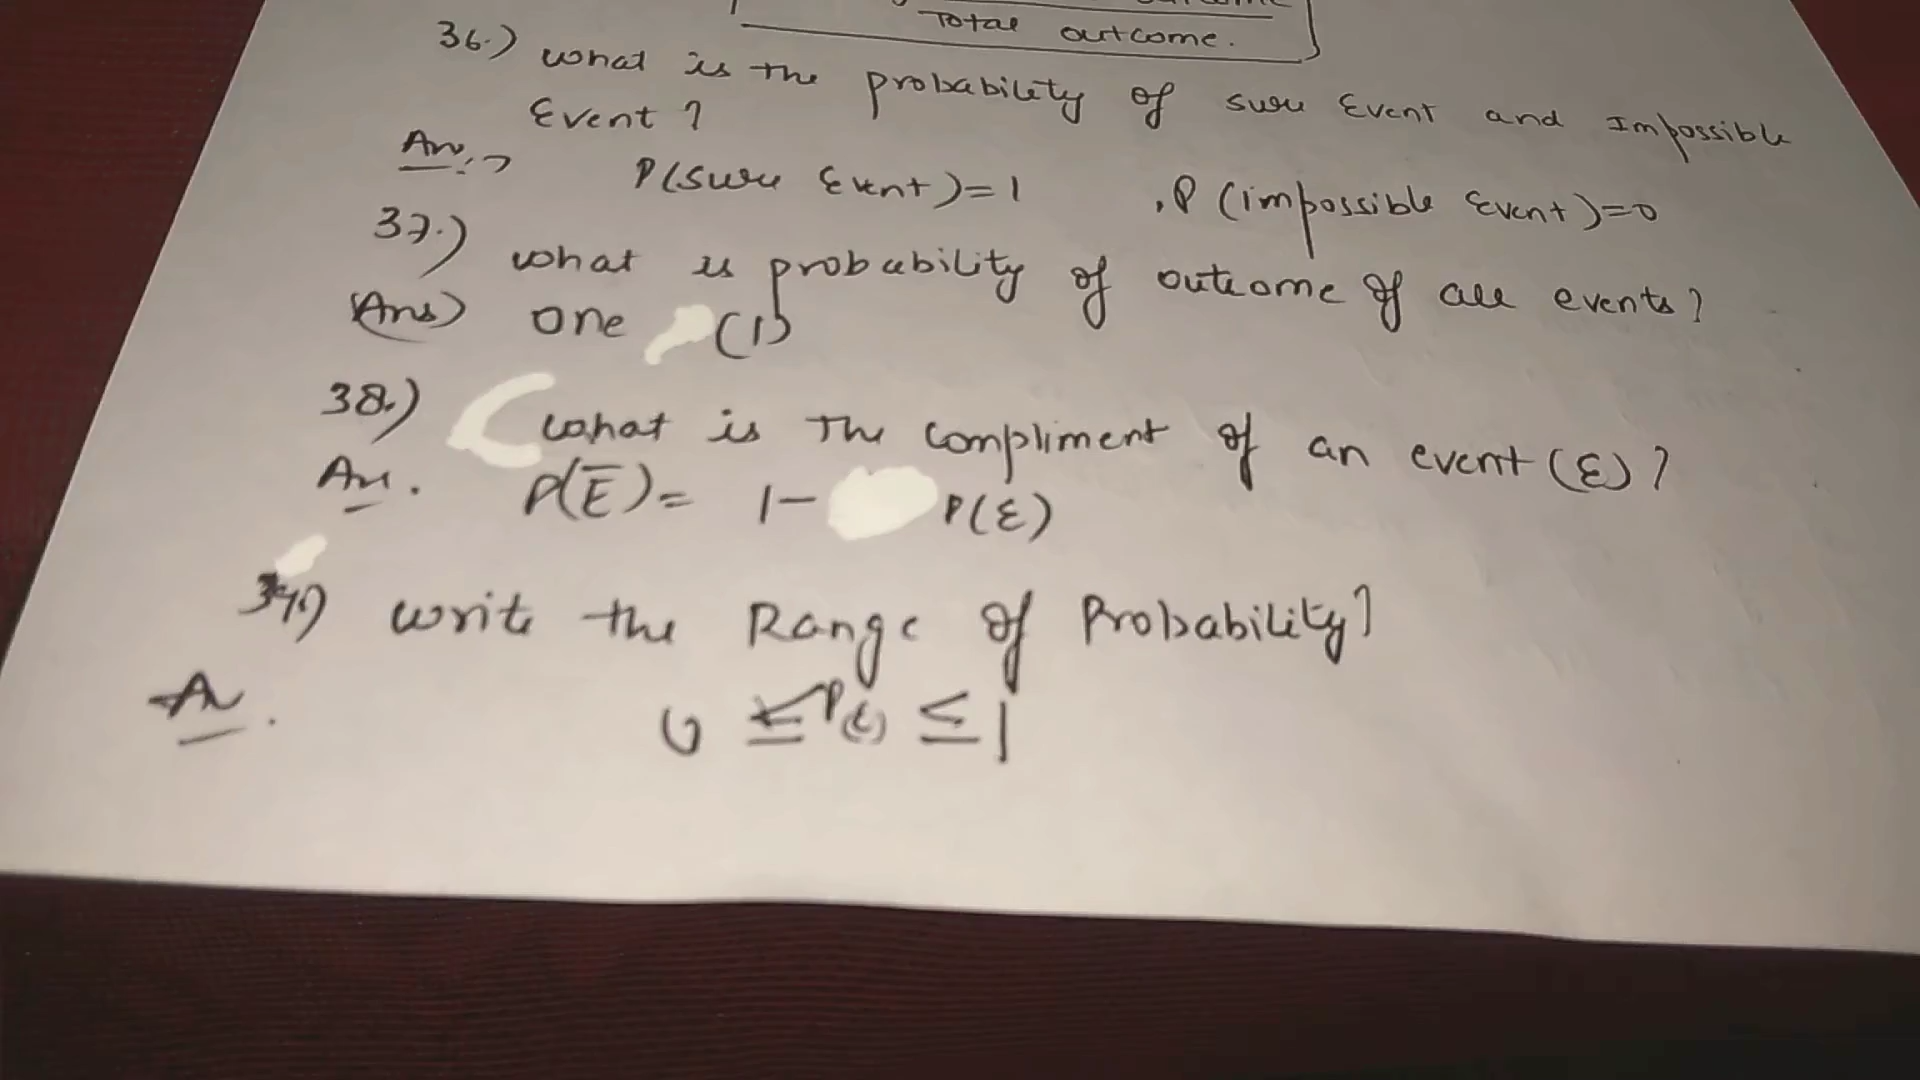 Total outcome.
36.) what is the probability of sure Event and Impossible
Event ?
Ans. P(sure Event)=1 , P (impossible Event)=0
37.) what is probability of outcome of all events?
Ans) one (1)
38.) what is the compliment of an event (E)?
An. P(E̅)= 1- P(E)
39) write the Range of Probability?
A. 0 ≤ P(E) ≤ 1